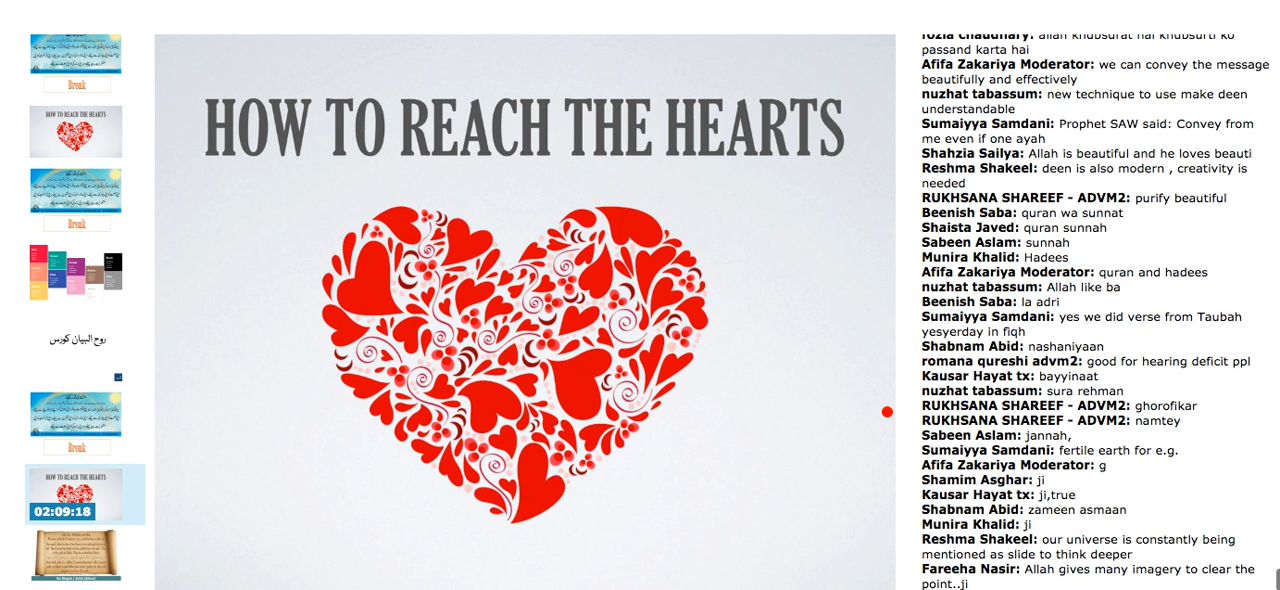 Break
HOW TO REACH THE HEARTS
Break
روح البیان کورس
Break
HOW TO REACH THE HEARTS
02:09:18
HOW TO REACH THE HEARTS
fozia chaudhary: allah khubsurat hai khubsurti ko
passand karta hai
Afifa Zakariya Moderator: we can convey the message
beautifully and effectively
nuzhat tabassum: new technique to use make deen
understandable
Sumaiyya Samdani: Prophet SAW said: Convey from
me even if one ayah
Shahzia Sailya: Allah is beautiful and he loves beauti
Reshma Shakeel: deen is also modern , creativity is
needed
RUKHSANA SHAREEF - ADVM2: purify beautiful
Beenish Saba: quran wa sunnat
Shaista Javed: quran sunnah
Sabeen Aslam: sunnah
Munira Khalid: Hadees
Afifa Zakariya Moderator: quran and hadees
nuzhat tabassum: Allah like ba
Beenish Saba: la adri
Sumaiyya Samdani: yes we did verse from Taubah
yesyerday in fiqh
Shabnam Abid: nashaniyaan
romana qureshi advm2: good for hearing deficit ppl
Kausar Hayat tx: bayyinaat
nuzhat tabassum: sura rehman
RUKHSANA SHAREEF - ADVM2: ghorofikar
RUKHSANA SHAREEF - ADVM2: namtey
Sabeen Aslam: jannah,
Sumaiyya Samdani: fertile earth for e.g.
Afifa Zakariya Moderator: g
Shamim Asghar: ji
Kausar Hayat tx: ji,true
Shabnam Abid: zameen asmaan
Munira Khalid: ji
Reshma Shakeel: our universe is constantly being
mentioned as slide to think deeper
Fareeha Nasir: Allah gives many imagery to clear the
point..ji